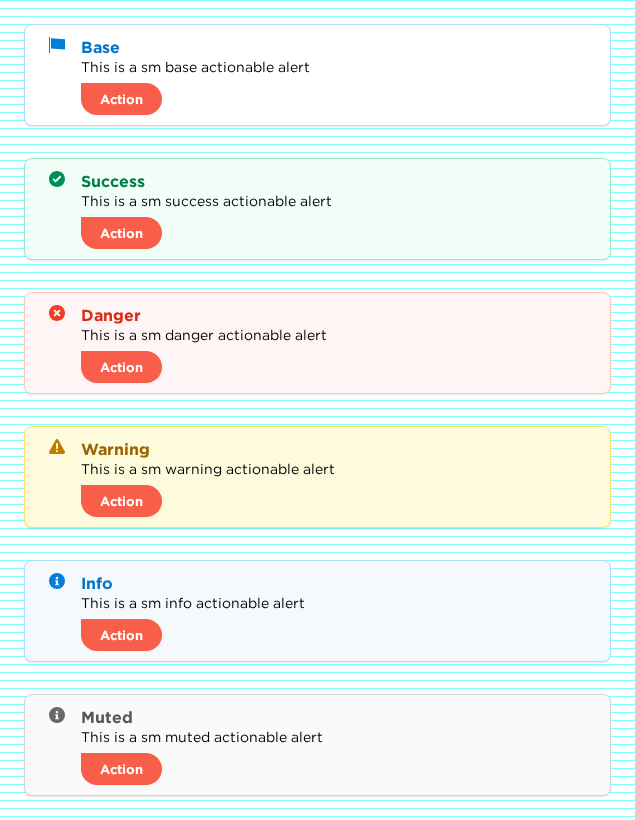 Base
This is a sm base actionable alert
Action
Success
This is a sm success actionable alert
Action
Danger
This is a sm danger actionable alert
Action
Warning
This is a sm warning actionable alert
Action
Info
This is a sm info actionable alert
Action
Muted
This is a sm muted actionable alert
Action